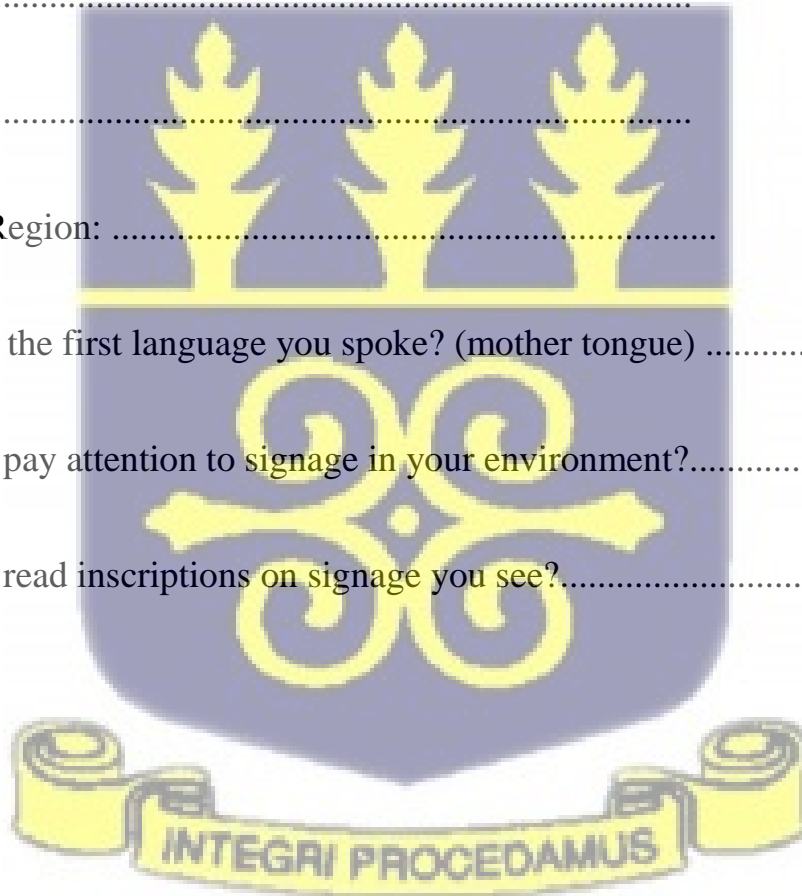 ......................................................................
......................................................................
Region: .............................................................
the first language you spoke? (mother tongue) ..........
pay attention to signage in your environment?...........
read inscriptions on signage you see?........................
INTEGRI PROCEDAMUS